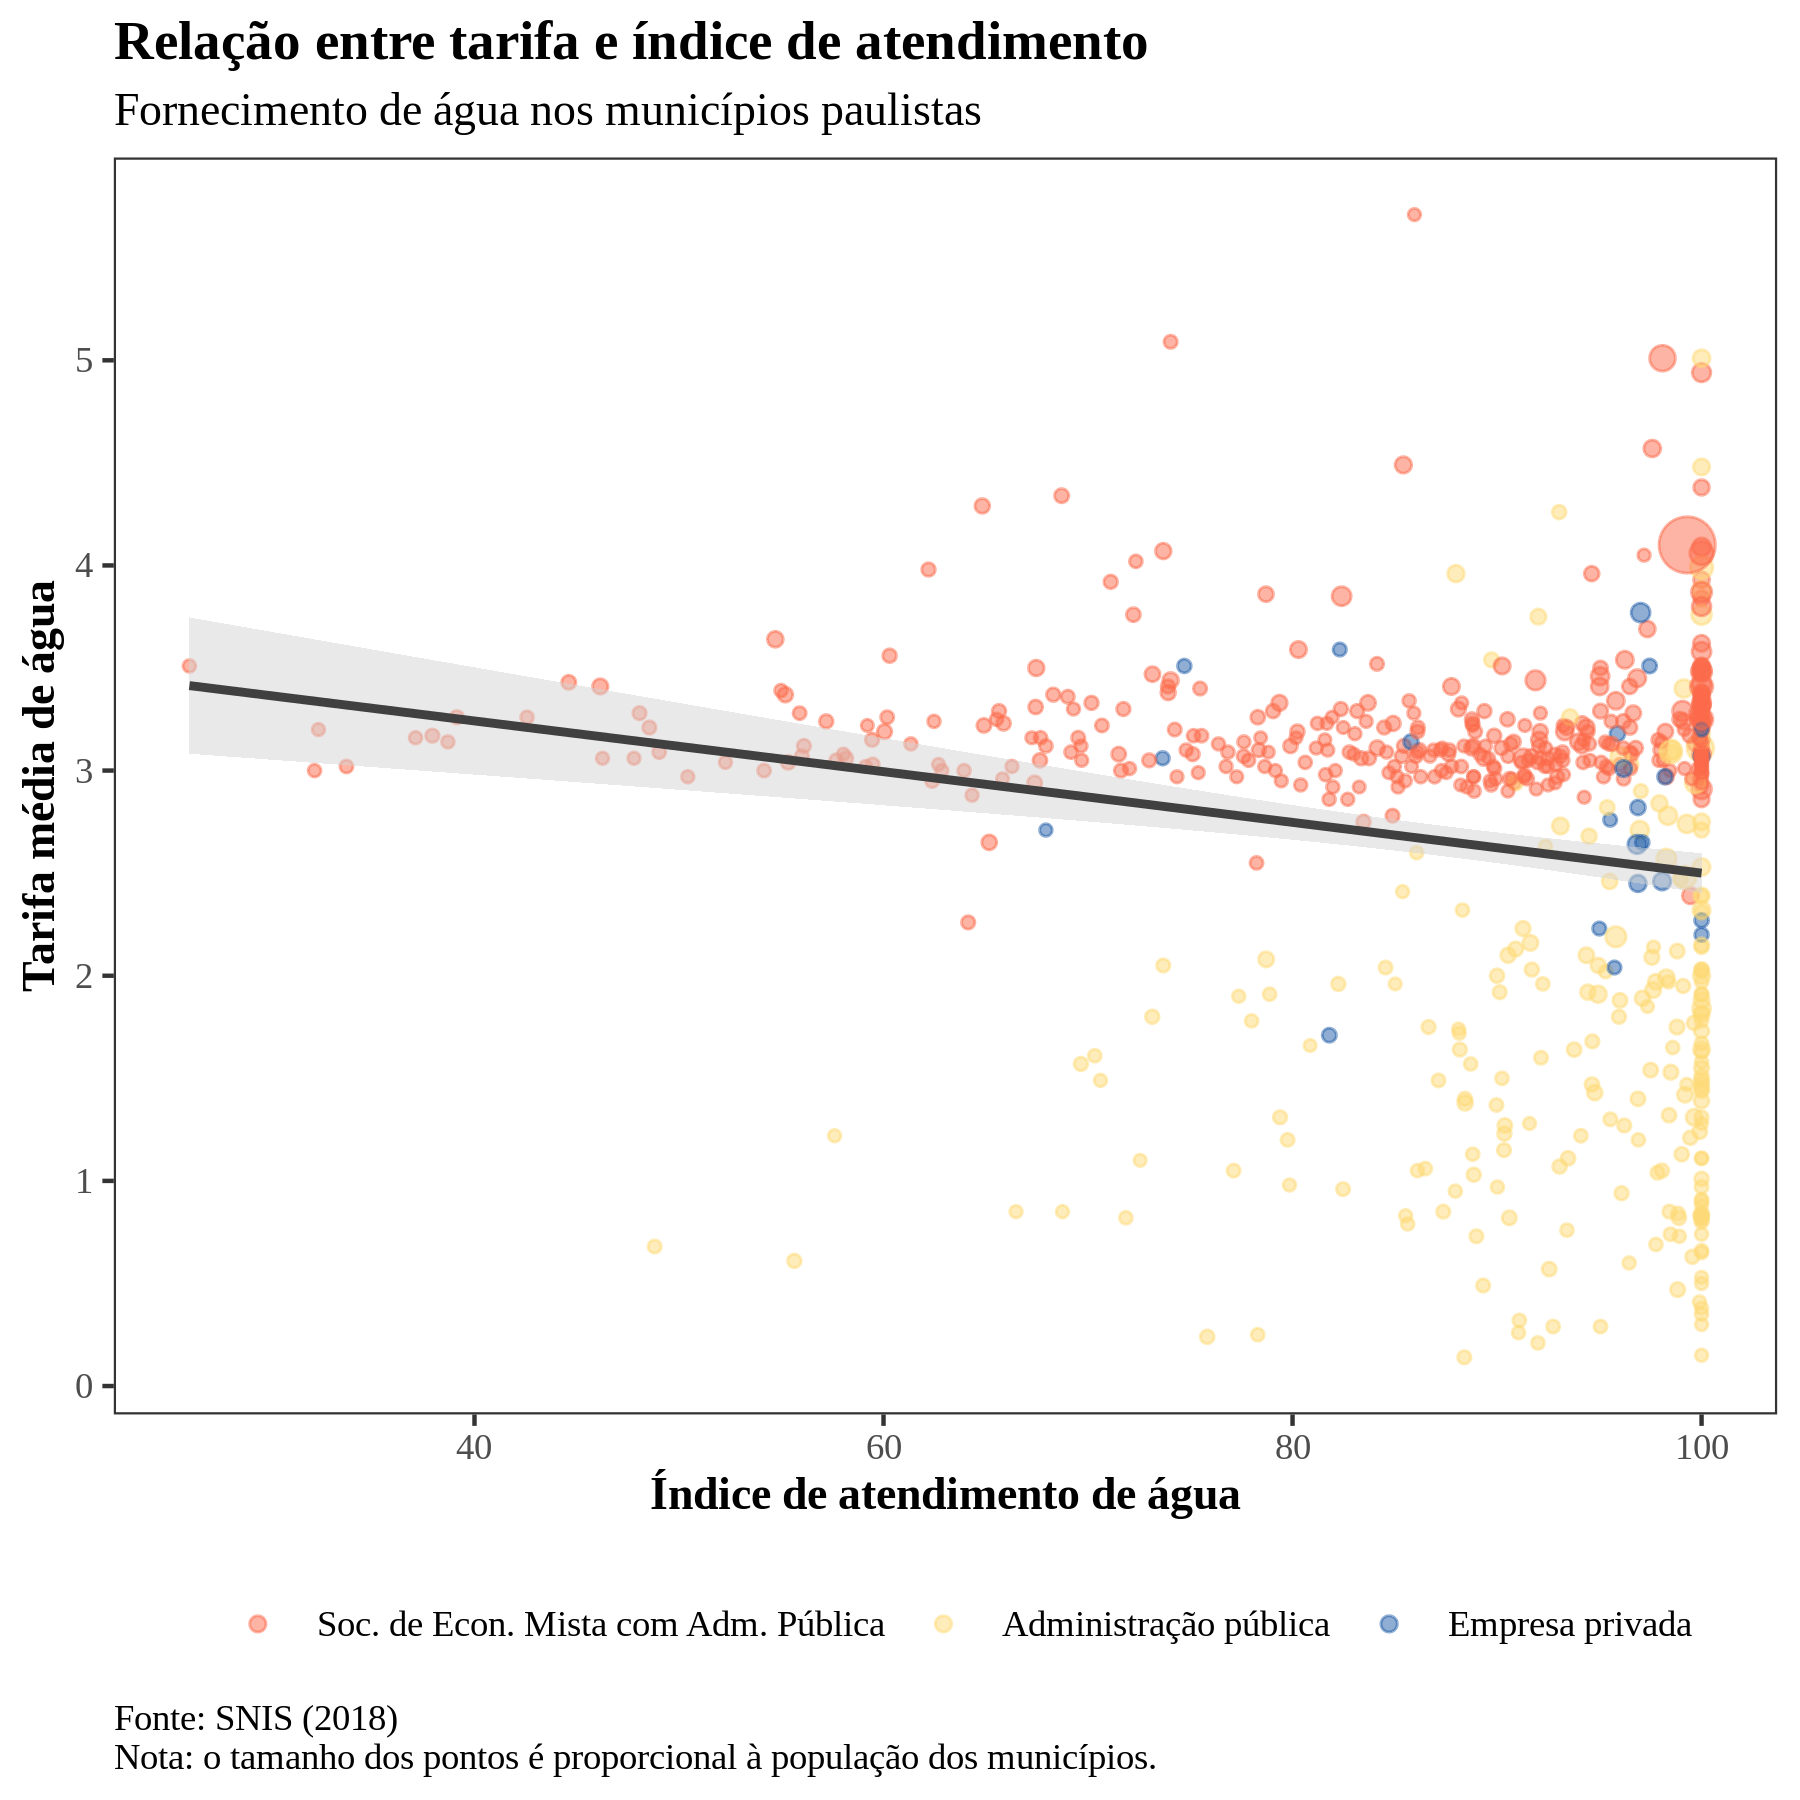 Relação entre tarifa e índice de atendimento
Fornecimento de água nos municípios paulistas
Tarifa média de água
5
4
3
2
1
0
40 60 80 100
Índice de atendimento de água
Soc. de Econ. Mista com Adm. Pública Administração pública Empresa privada
Fonte: SNIS (2018)
Nota: o tamanho dos pontos é proporcional à população dos municípios.